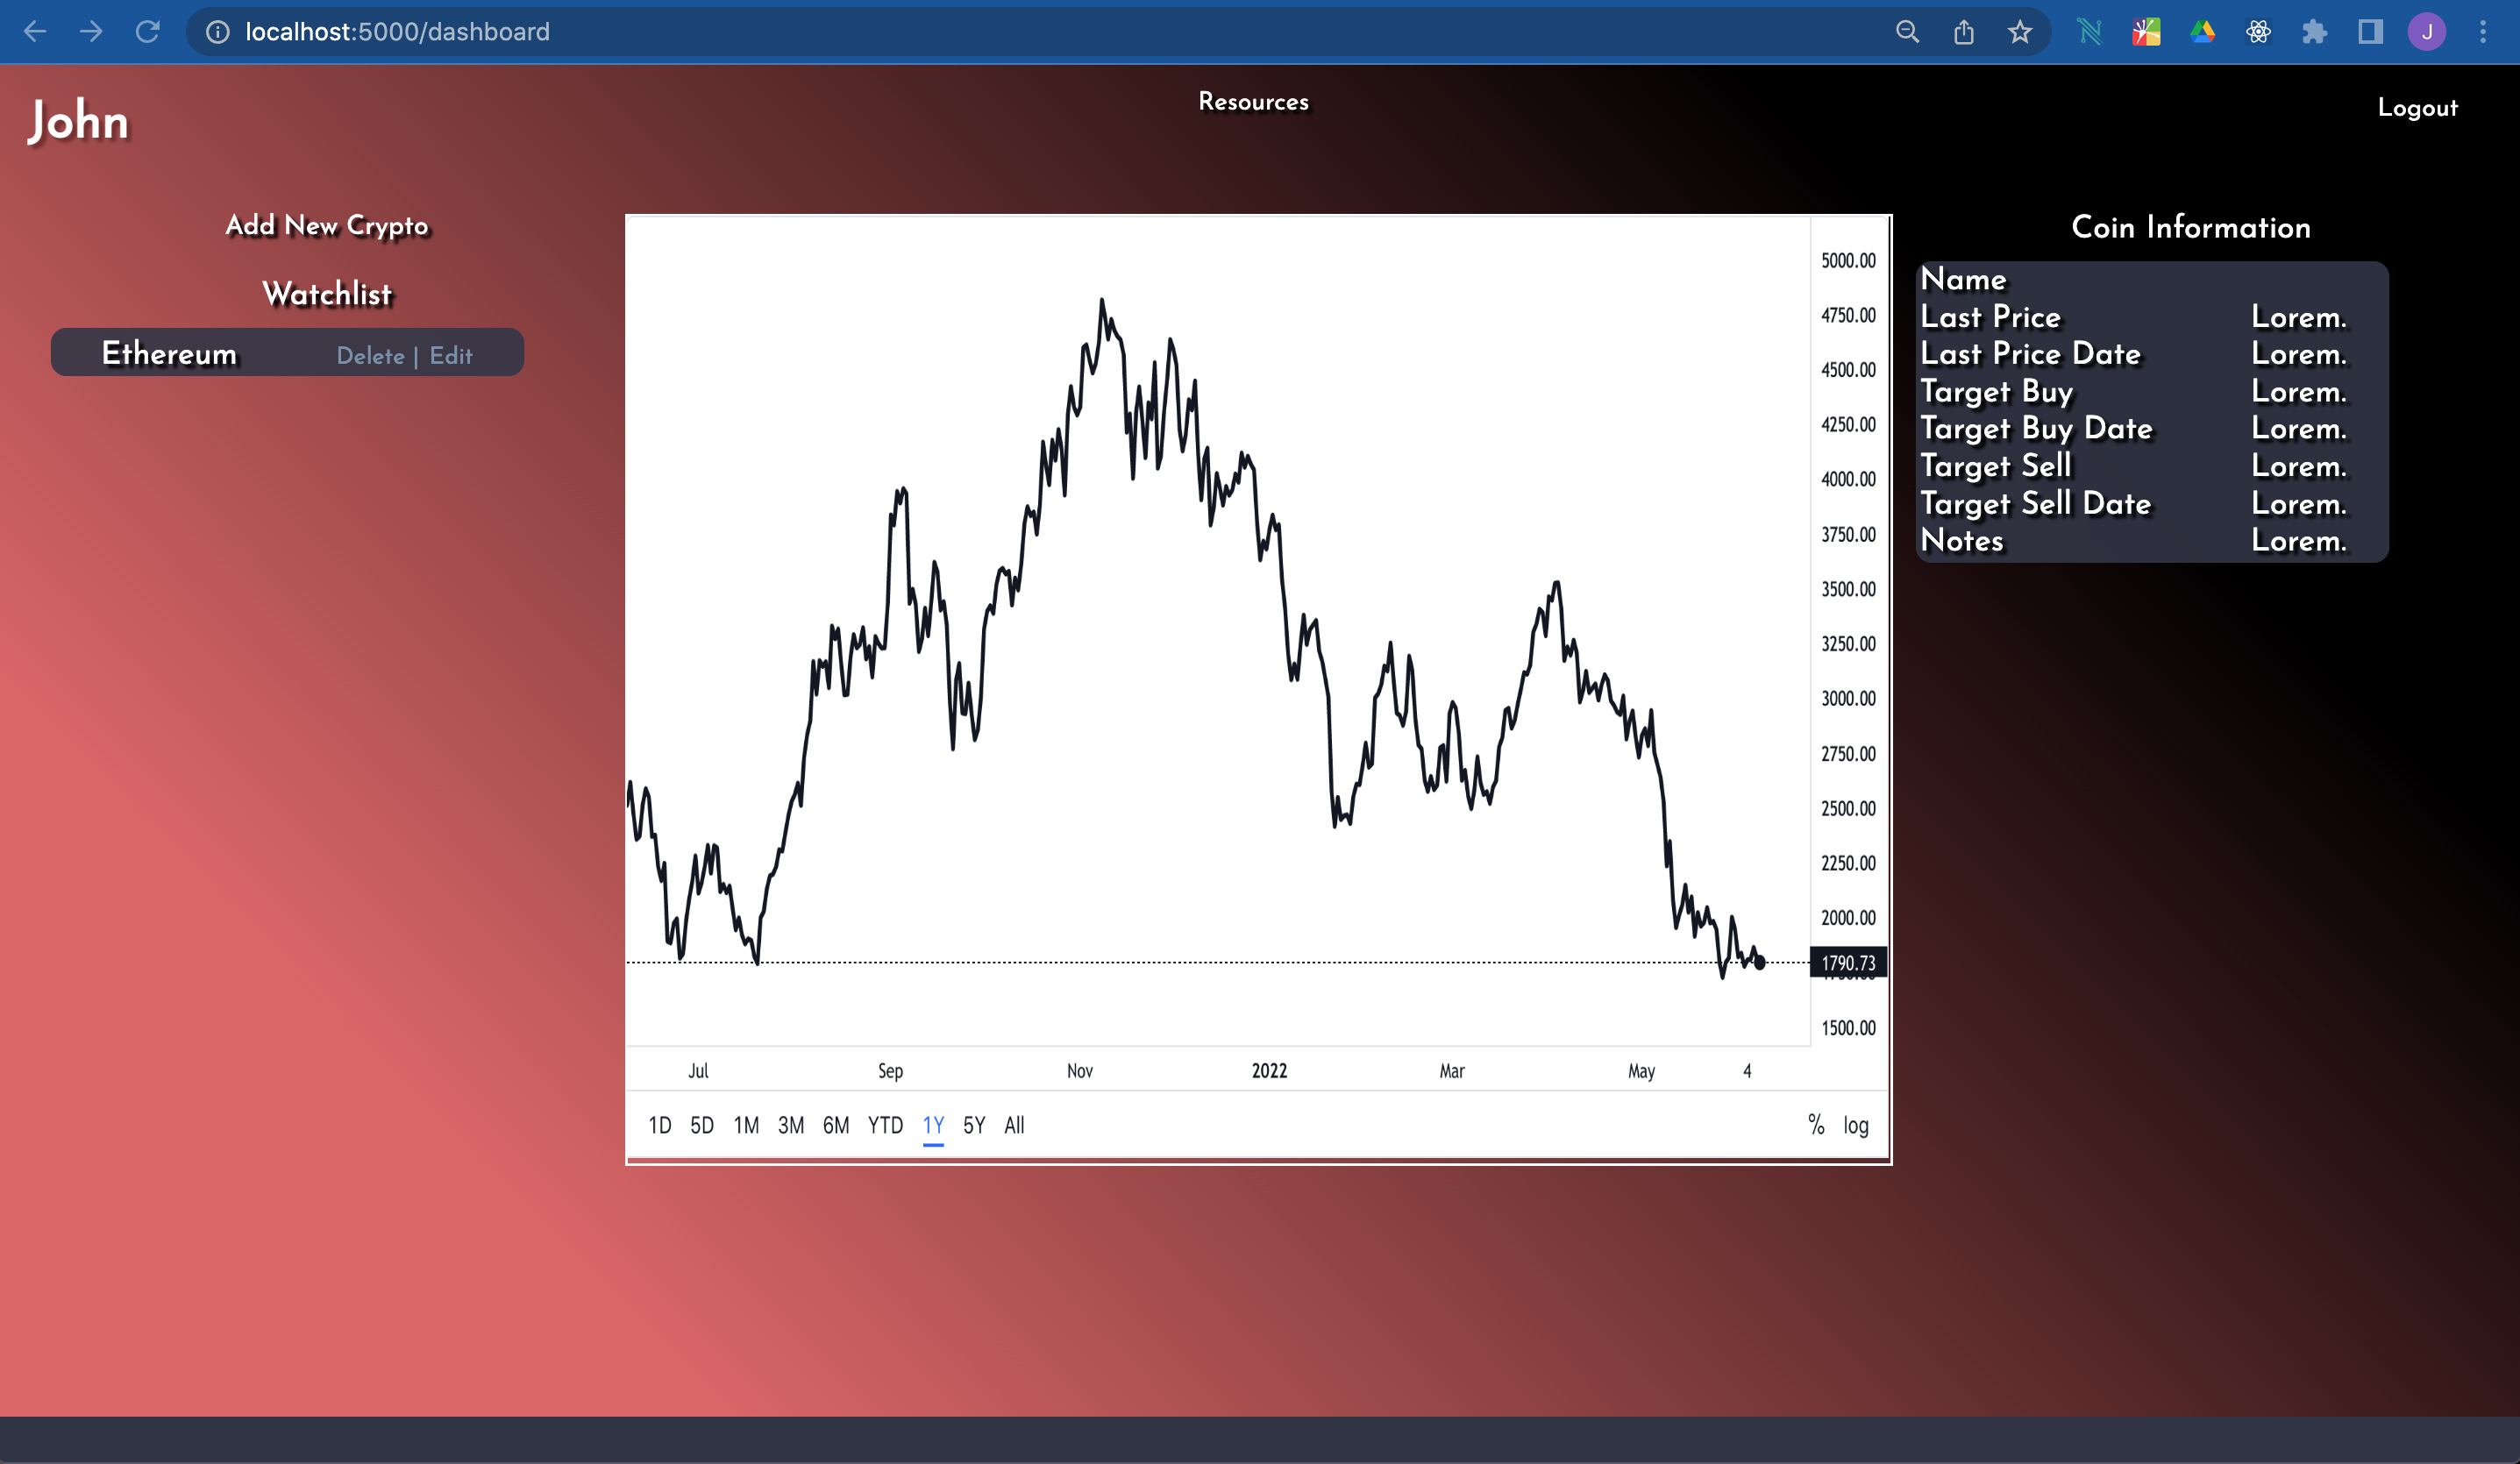 localhost:5000/dashboard
J
John
Resources
Logout
Add New Crypto
Watchlist
Ethereum Delete | Edit
5000.00
4750.00
4500.00
4250.00
4000.00
3750.00
3500.00
3250.00
3000.00
2750.00
2500.00
2250.00
2000.00
1790.73
1500.00
Jul Sep Nov 2022 Mar May 4
1D 5D 1M 3M 6M YTD 1Y 5Y All % log
Coin Information
Name
Last Price Lorem.
Last Price Date Lorem.
Target Buy Lorem.
Target Buy Date Lorem.
Target Sell Lorem.
Target Sell Date Lorem.
Notes Lorem.